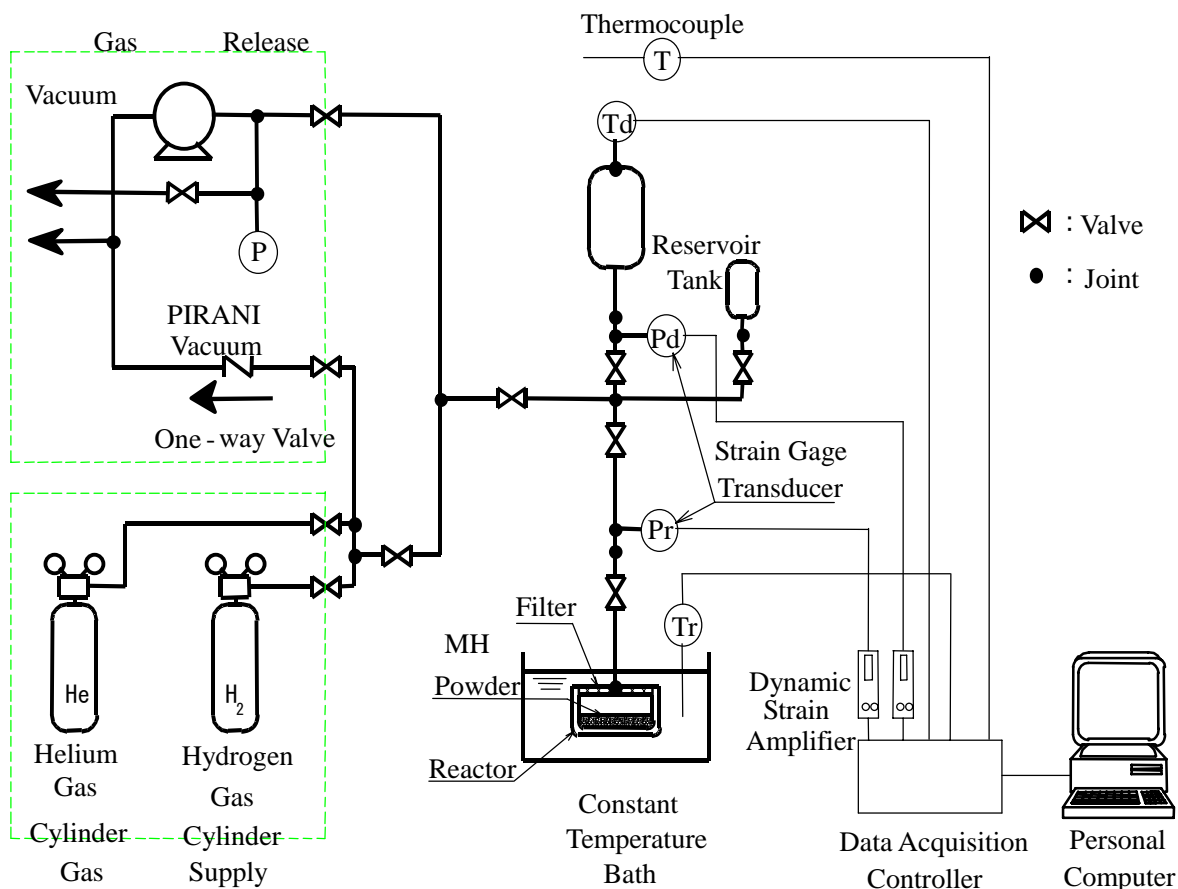 Gas Release
Vacuum
P
PIRANI
Vacuum
One-way Valve
He
H2
Helium
Gas
Cylinder
Gas
Hydrogen
Gas
Cylinder
Supply
Thermocouple
T
Td
Reservoir
Tank
Pd
Strain Gage
Transducer
Pr
Filter
MH
Powder
Reactor
Tr
Constant
Temperature
Bath
Dynamic
Strain
Amplifier
Data Acquisition
Controller
Personal
Computer
: Valve
: Joint